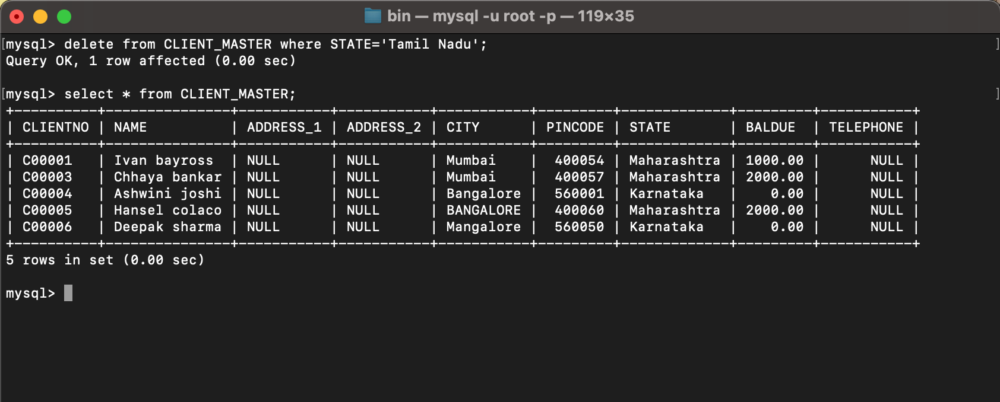 bin — mysql -u root -p — 119×35
mysql> delete from CLIENT_MASTER where STATE='Tamil Nadu';
Query OK, 1 row affected (0.00 sec)
mysql> select * from CLIENT_MASTER;
+----------+---------------+-----------+-----------+-----------+---------+-------------+---------+-----------+
| CLIENTNO | NAME          | ADDRESS_1 | ADDRESS_2 | CITY      | PINCODE | STATE       | BALDUE  | TELEPHONE |
+----------+---------------+-----------+-----------+-----------+---------+-------------+---------+-----------+
| C00001   | Ivan bayross  | NULL      | NULL      | Mumbai    |  400054 | Maharashtra | 1000.00 |      NULL |
| C00003   | Chhaya bankar | NULL      | NULL      | Mumbai    |  400057 | Maharashtra | 2000.00 |      NULL |
| C00004   | Ashwini joshi | NULL      | NULL      | Bangalore |  560001 | Karnataka   |    0.00 |      NULL |
| C00005   | Hansel colaco | NULL      | NULL      | BANGALORE |  400060 | Maharashtra | 2000.00 |      NULL |
| C00006   | Deepak sharma | NULL      | NULL      | Mangalore |  560050 | Karnataka   |    0.00 |      NULL |
+----------+---------------+-----------+-----------+-----------+---------+-------------+---------+-----------+
5 rows in set (0.00 sec)
mysql>